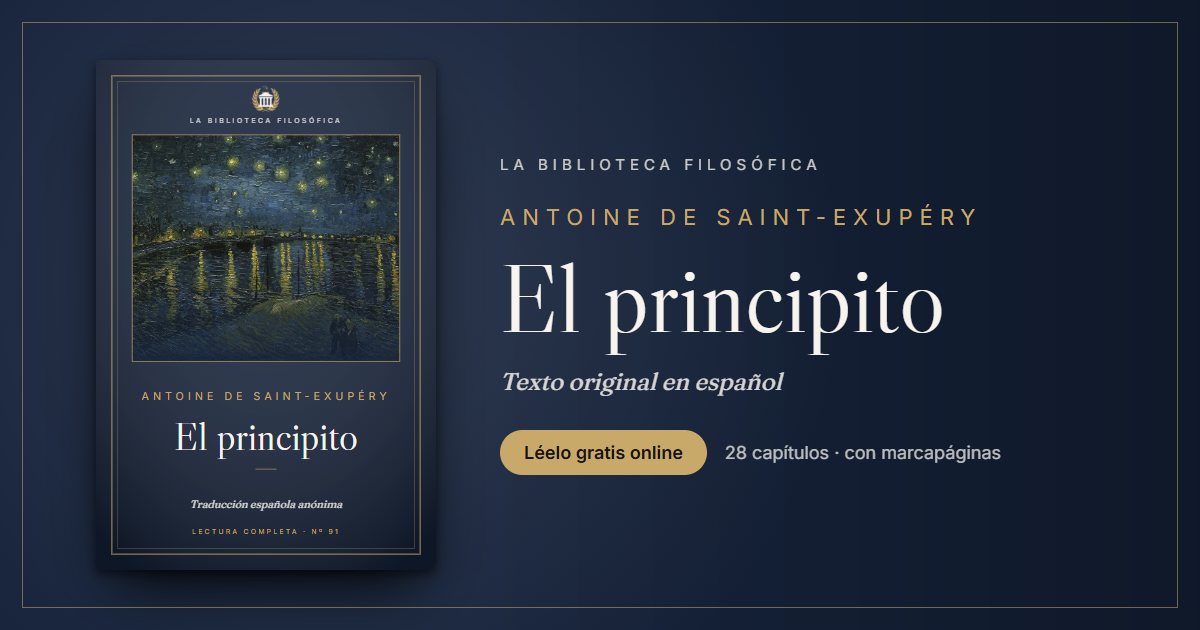 LA BIBLIOTECA FILOSÓFICA
ANTOINE DE SAINT-EXUPÉRY
El principito
Traducción española anónima
LECTURA COMPLETA · Nº 91
LA BIBLIOTECA FILOSÓFICA
ANTOINE DE SAINT-EXUPÉRY
El principito
Texto original en español
Léelo gratis online
28 capítulos · con marcapáginas